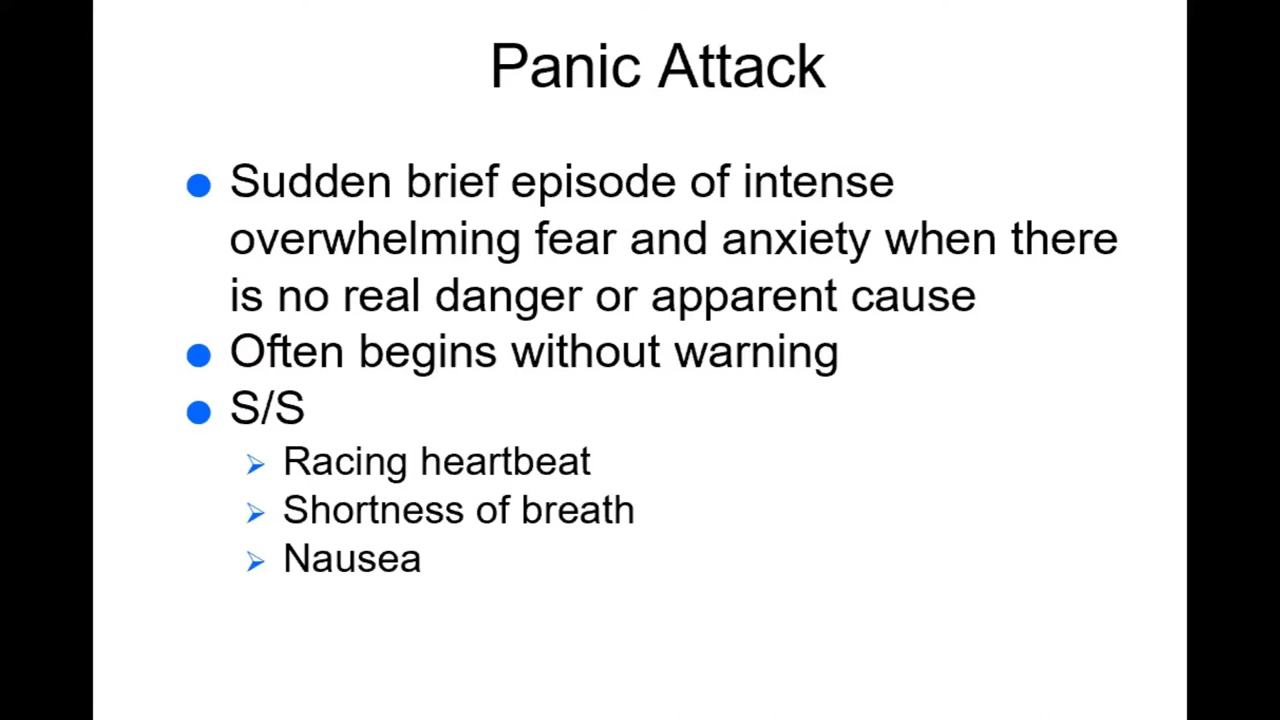 Panic Attack
Sudden brief episode of intense
overwhelming fear and anxiety when there
is no real danger or apparent cause
Often begins without warning
S/S
Racing heartbeat
Shortness of breath
Nausea